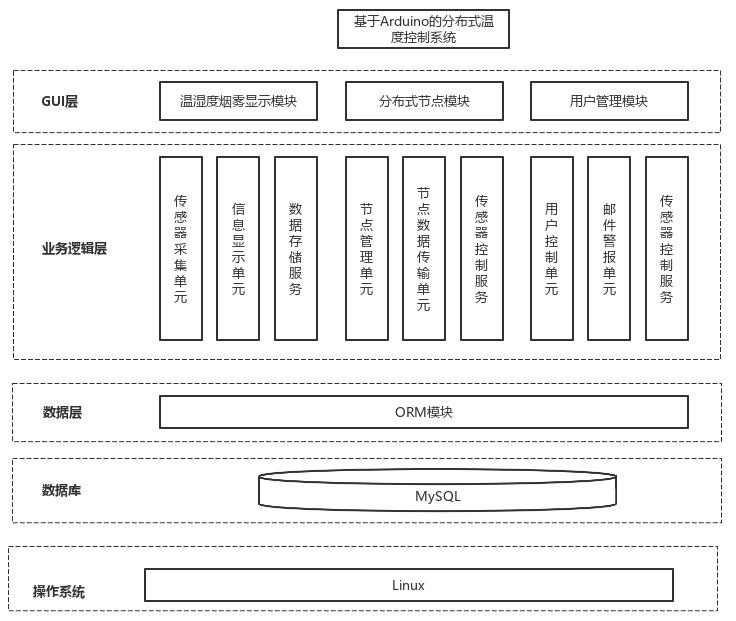 基于Arduino的分布式温
度控制系统
GUI层
温湿度烟雾显示模块
分布式节点模块
用户管理模块
业务逻辑层
传感器采集单元
信息显示单元
数据存储服务
节点管理单元
节点数据传输单元
传感器控制服务
用户控制单元
邮件警报单元
传感器控制服务
数据层
ORM模块
数据库
MySQL
操作系统
Linux